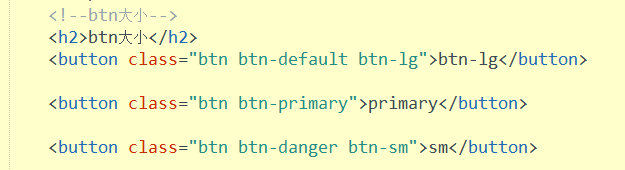 <!--btn大小-->
<h2>btn大小</h2>
<button class="btn btn-default btn-lg">btn-lg</button>
<button class="btn btn-primary">primary</button>
<button class="btn btn-danger btn-sm">sm</button>